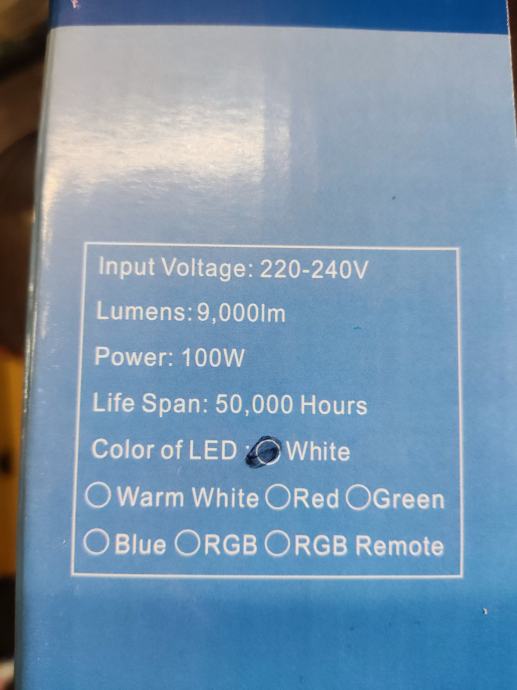 Input Voltage: 220-240V
Lumens: 9,000lm
Power: 100W
Life Span: 50,000 Hours
Color of LED : White
Warm White Red Green
Blue RGB RGB Remote